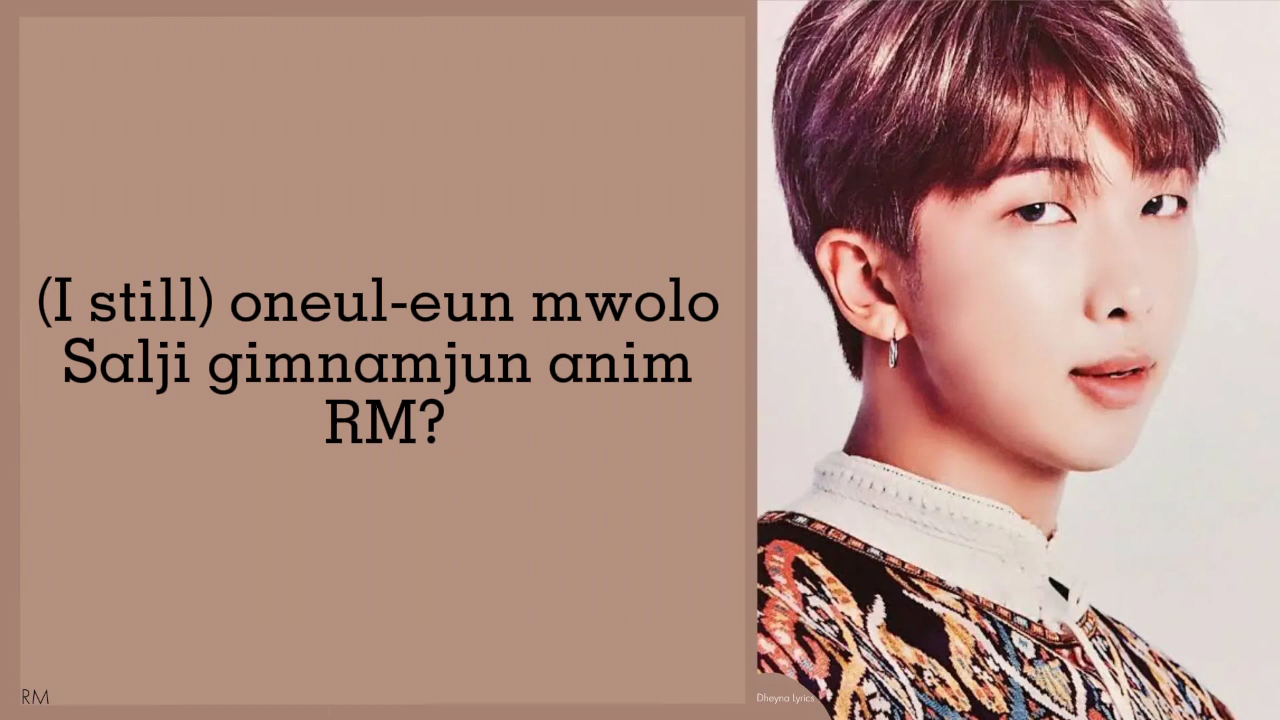 (I still) oneul-eun mwolo
Salji gimnamjun anim
RM?
RM
Dheyna Lyrics